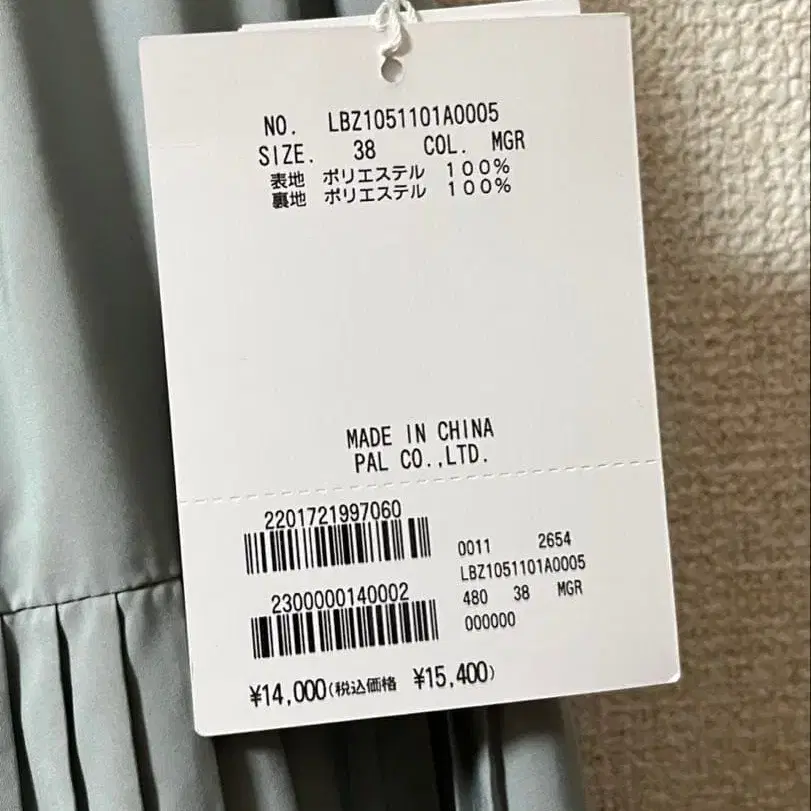 NO. LBZ1051101A0005
SIZE. 38 COL. MGR
表地 ポリエステル 100%
裏地 ポリエステル 100%
MADE IN CHINA
PAL CO.,LTD.
2201721997060
2300000140002
0011 2654
LBZ1051101A0005
480 38 MGR
000000
¥14,000(税込価格 ¥15,400)